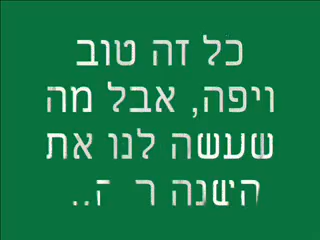 כל זה טוב
ויפה, אבל מה
שעשה לנו את
השנה ר ה..